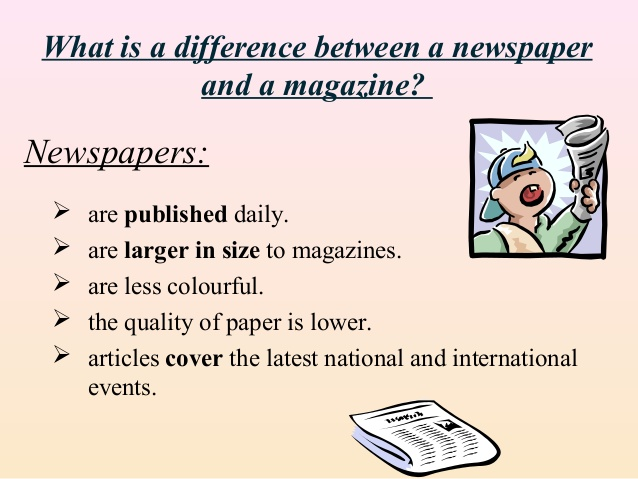 What is a difference between a newspaper
and a magazine?
Newspapers:
are published daily.
are larger in size to magazines.
are less colourful.
the quality of paper is lower.
articles cover the latest national and international
events.